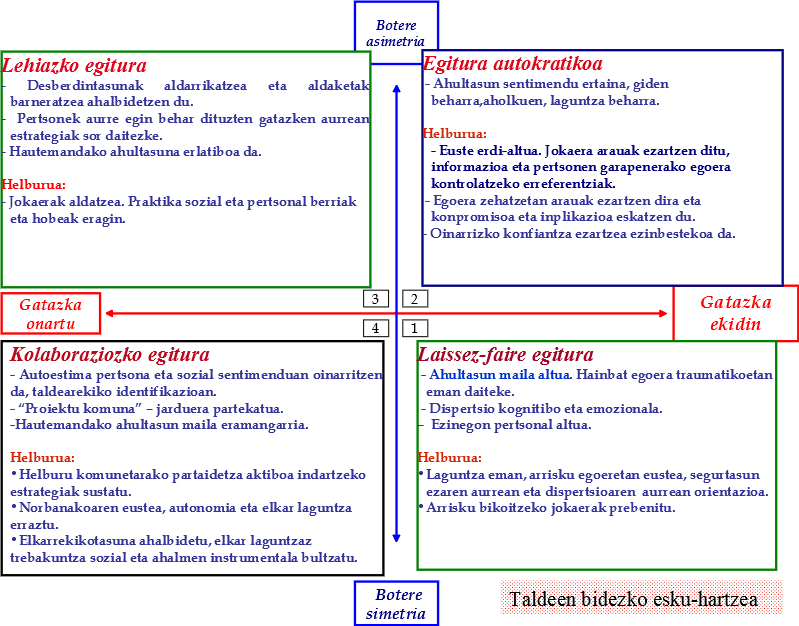 Botere
asimetria
Lehiazko egitura
- Desberdintasunak aldarrikatzea eta aldaketak
barneratzea ahalbidetzen du.
- Pertsonek aurre egin behar dituzten gatazken aurrean
estrategiak sor daitezke.
- Hautemandako ahultasuna erlatiboa da.
Helburua:
- Jokaerak aldatzea. Praktika sozial eta pertsonal berriak
eta hobeak eragin.
Egitura autokratikoa
- Ahultasun sentimendu ertaina, giden
beharra,aholkuen, laguntza beharra.
Helburua:
- Euste erdi-altua. Jokaera arauak ezartzen ditu,
informazioa eta pertsonen garapenerako egoera
kontrolatzeko erreferentziak.
- Egoera zehatzetan arauak ezartzen dira eta
konpromisoa eta inplikazioa eskatzen du.
- Oinarrizko konfiantza ezartzea ezinbestekoa da.
3
2
Gatazka
onartu
Gatazka
ekidin
4
1
Kolaboraziozko egitura
- Autoestima pertsona eta sozial sentimenduan oinarritzen
da, taldearekiko identifikazioan.
- “Proiektu komuna” – jarduera partekatua.
-Hautemandako ahultasun maila eramangarria.
Helburua:
• Helburu komunetarako partaidetza aktiboa indartzeko
estrategiak sustatu.
• Norbanakoaren eustea, autonomia eta elkar laguntza
erraztu.
• Elkarrekikotasuna ahalbidetu, elkar laguntzaz
trebakuntza sozial eta ahalmen instrumentala bultzatu.
Laissez-faire egitura
- Ahultasun maila altua. Hainbat egoera traumatikoetan
eman daiteke.
- Dispertsio kognitibo eta emozionala.
- Ezinegon pertsonal altua.
Helburua:
• Laguntza eman, arrisku egoeretan eustea, segurtasun
ezaren aurrean eta dispertsioaren aurrean orientazioa.
• Arrisku bikoitzeko jokaerak prebenitu.
Botere
simetria
Taldeen bidezko esku-hartzea